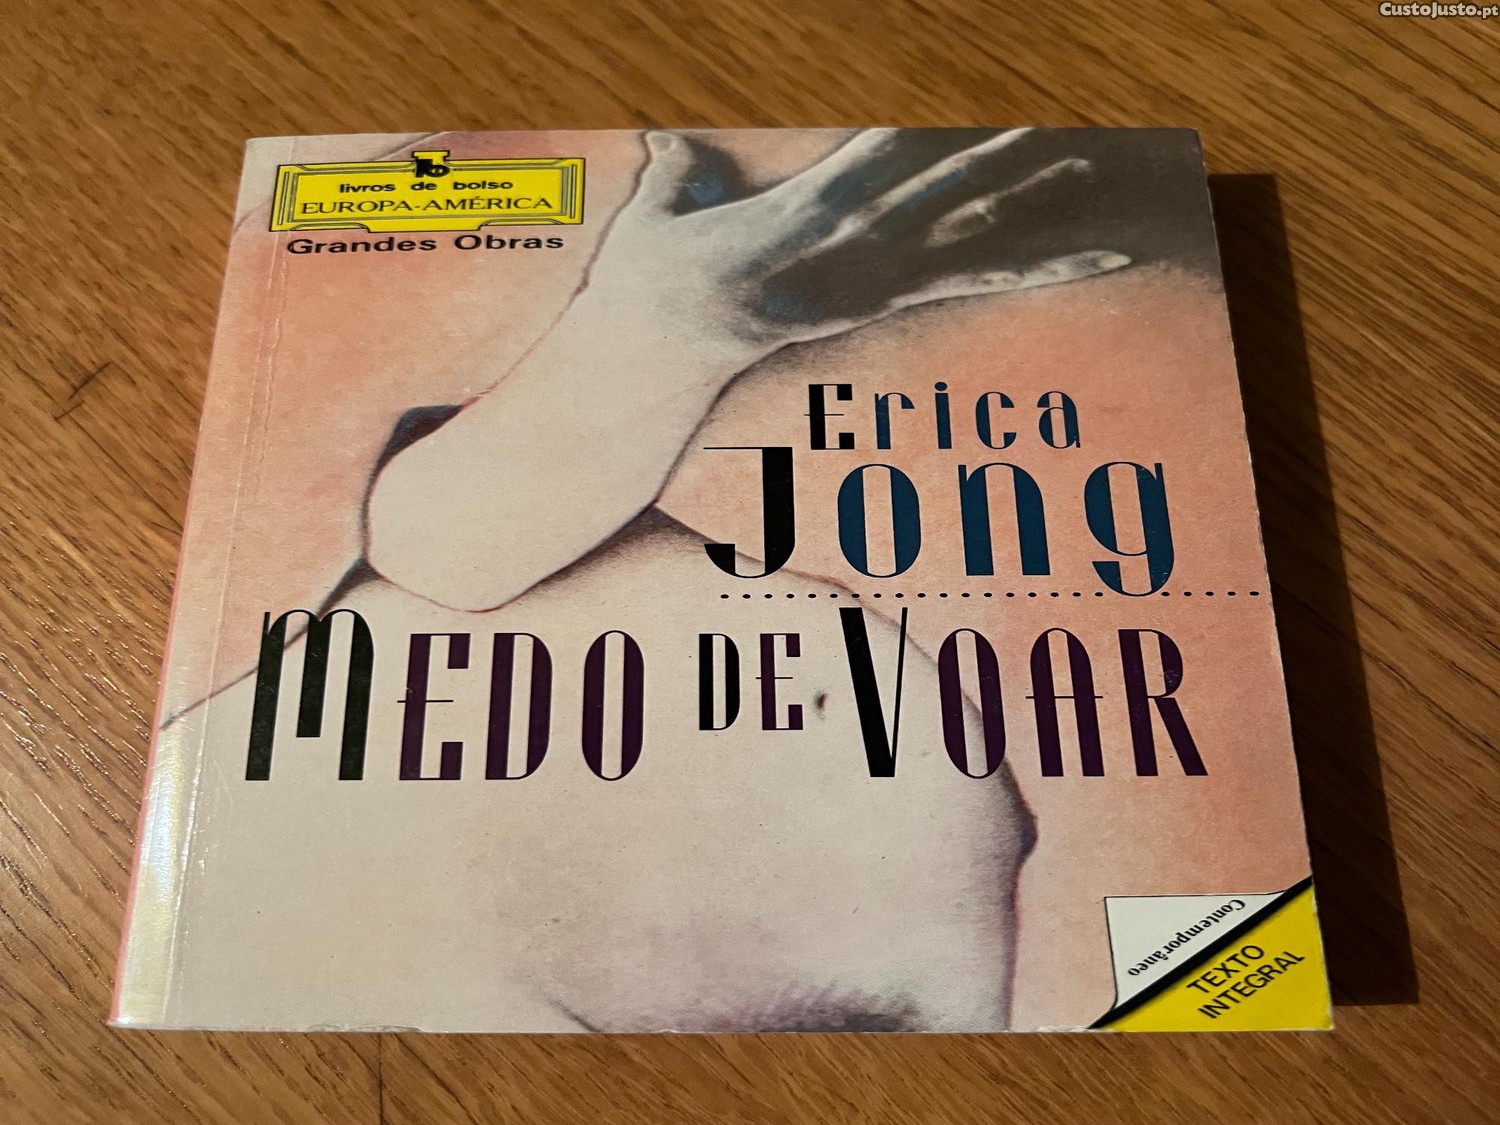 CustoJusto.pt
livros de bolso
EUROPA-AMÉRICA
Grandes Obras
Erica
Jong
MEDO DE VOAR
Contemporâneo
TEXTO
INTEGRAL